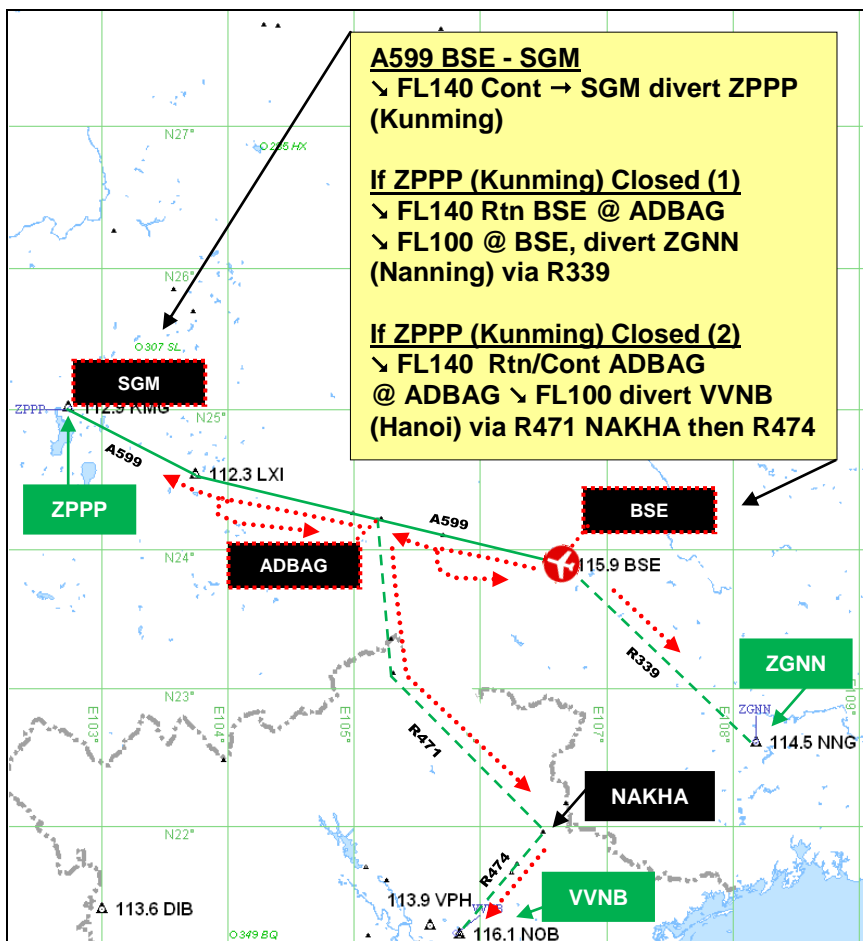 A599 BSE - SGM
↘ FL140 Cont → SGM divert ZPPP
(Kunming)
If ZPPP (Kunming) Closed (1)
↘ FL140 Rtn BSE @ ADBAG
↘ FL100 @ BSE, divert ZGNN
(Nanning) via R339
If ZPPP (Kunming) Closed (2)
↘ FL140 Rtn/Cont ADBAG
@ ADBAG ↘ FL100 divert VVNB
(Hanoi) via R471 NAKHA then R474
N27°
265 HX
N26°
307 SL
SGM
ZPPP
112.9 KMG
N25°
A599
112.3 LXI
ZPPP
BSE
A599
N24°
ADBAG
115.9 BSE
R339
ZGNN
N23°
E103°
E104°
E105°
E107°
E108°
E109°
ZGNN
114.5 NNG
R471
NAKHA
N22°
R474
113.9 VPH
VVNB
113.6 DIB
349 BQ
116.1 NOB